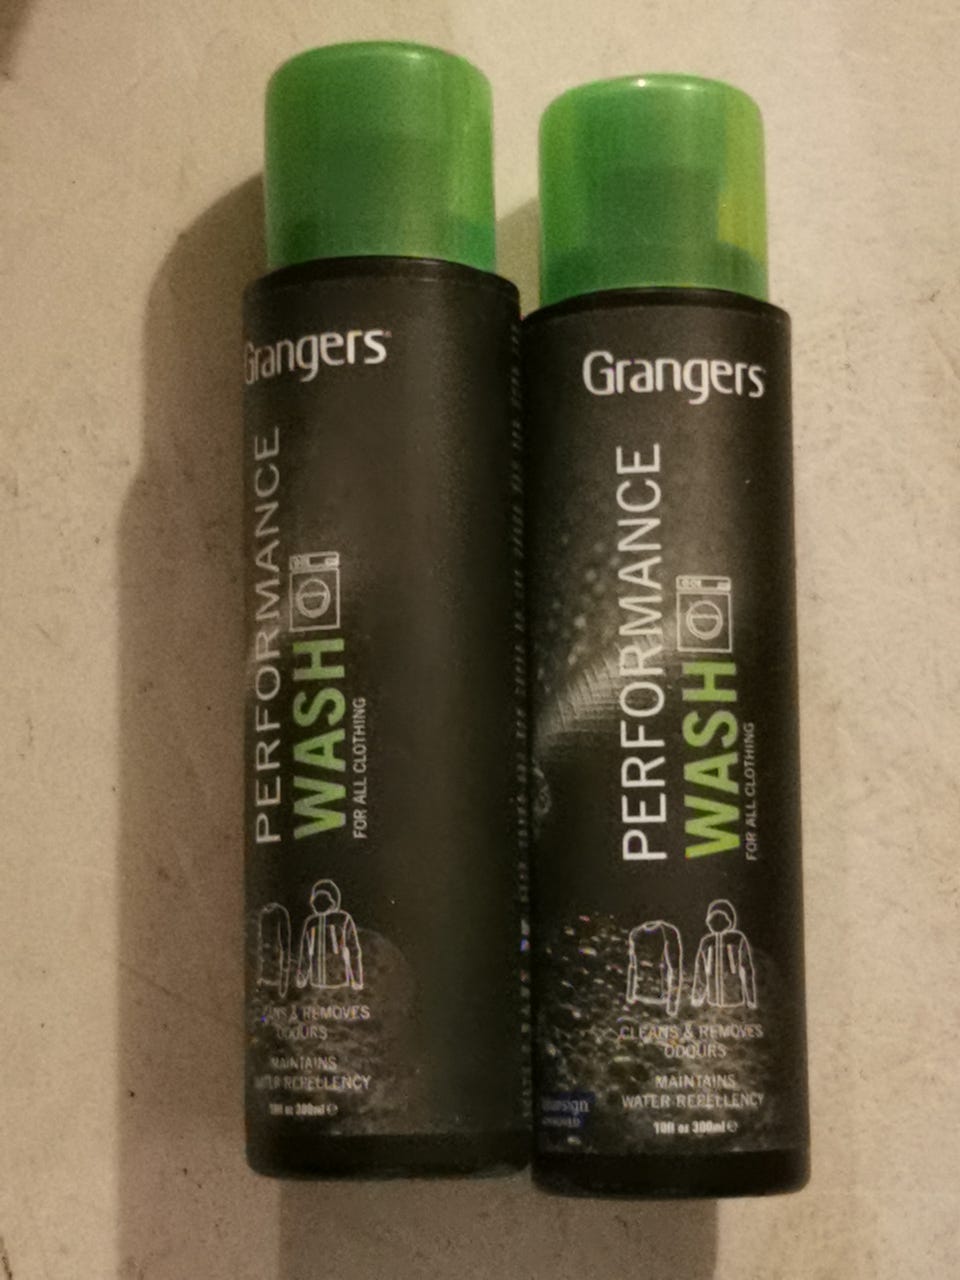 Grangers
PERFORMANCE
WASH
FOR ALL CLOTHING
& REMOVES
ODOURS
MAINTAINS
WATER REPELLENCY
10fl oz 300ml e
Grangers
PERFORMANCE
WASH
FOR ALL CLOTHING
CLEANS & REMOVES
ODOURS
MAINTAINS
WATER REPELLENCY
10fl oz 300ml e